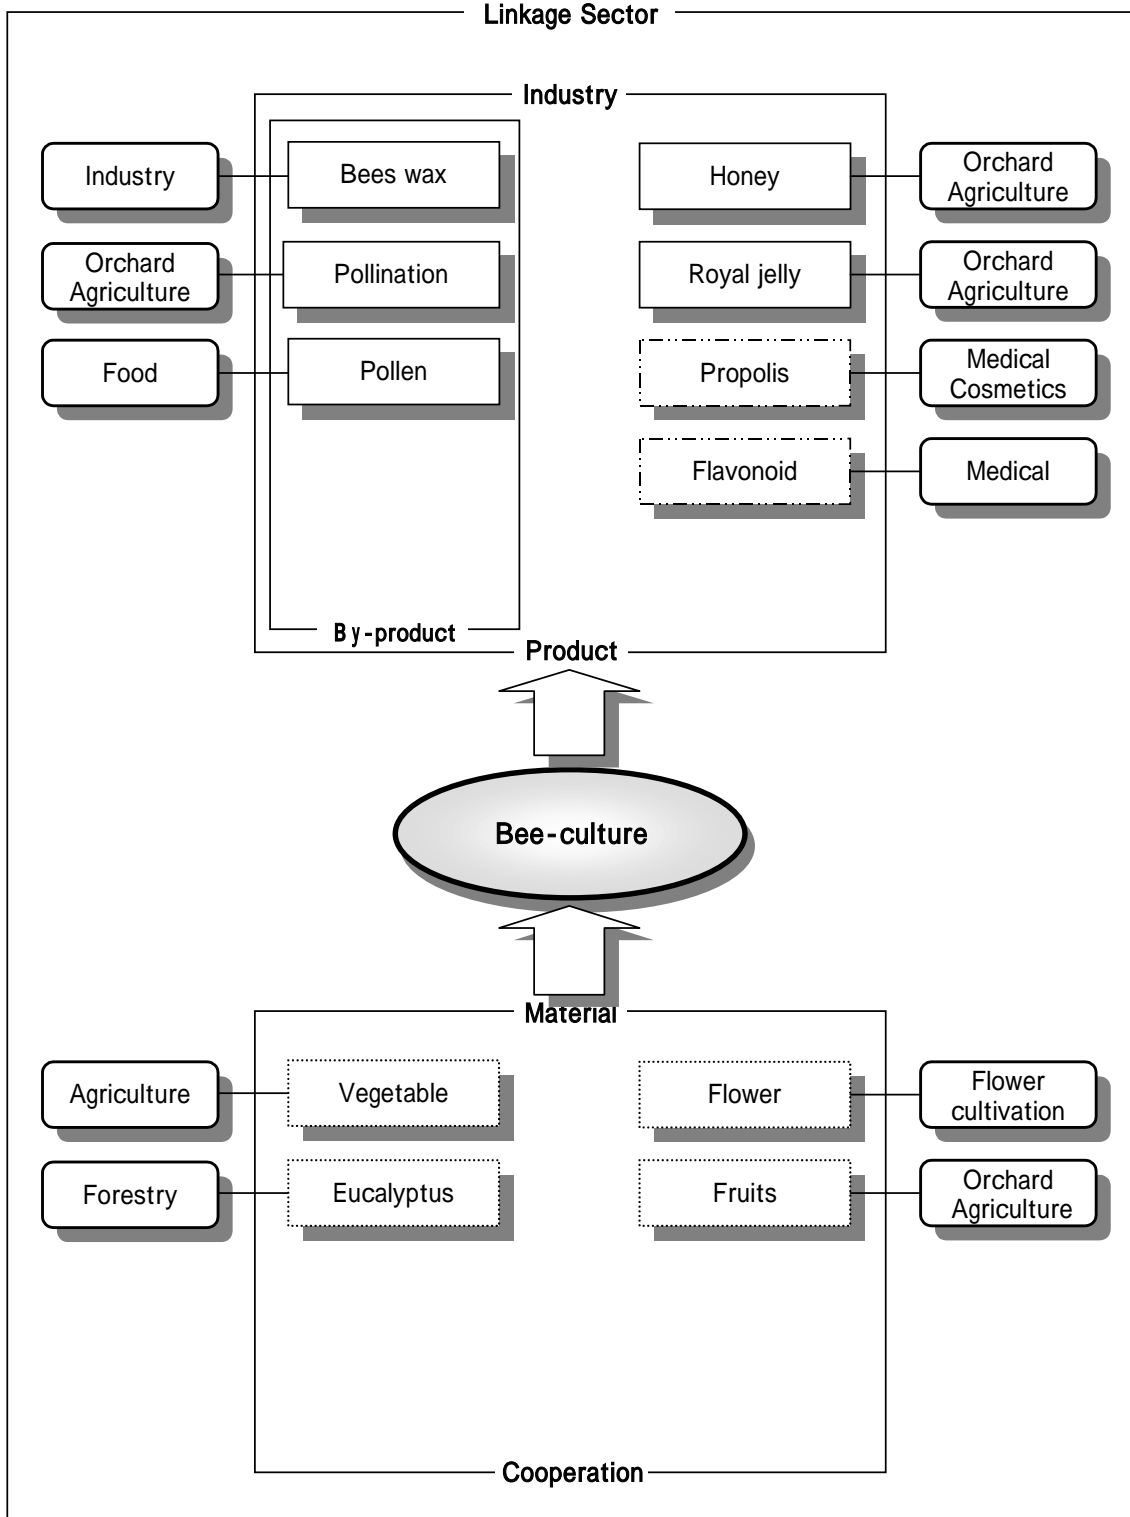 Linkage Sector
Industry
Industry
Bees wax
Honey
Orchard
Agriculture
Orchard
Agriculture
Pollination
Royal jelly
Orchard
Agriculture
Food
Pollen
Propolis
Medical
Cosmetics
Flavonoid
Medical
By-product
Product
Bee-culture
Material
Agriculture
Vegetable
Flower
Flower
cultivation
Forestry
Eucalyptus
Fruits
Orchard
Agriculture
Cooperation